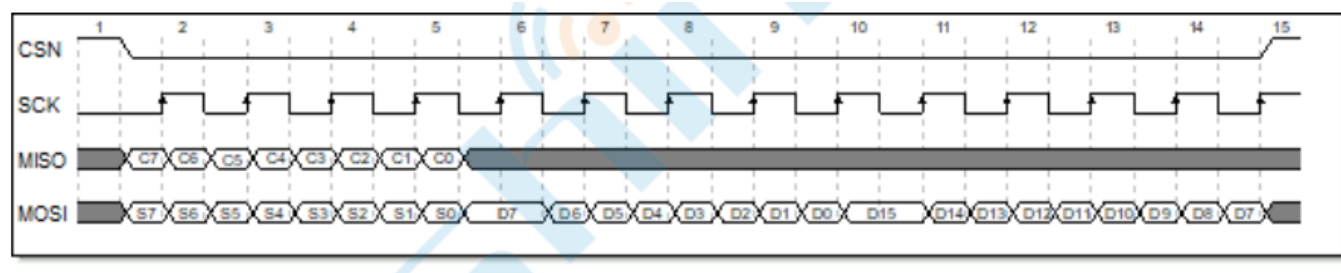 1 2 3 4 5 6 7 8 9 10 11 12 13 14 15
CSN
SCK
MISO C7 C6 C5 C4 C3 C2 C1 C0
MOSI S7 S6 S5 S4 S3 S2 S1 S0 D7 D6 D5 D4 D3 D2 D1 D0 D15 D14 D13 D12 D11 D10 D9 D8 D7